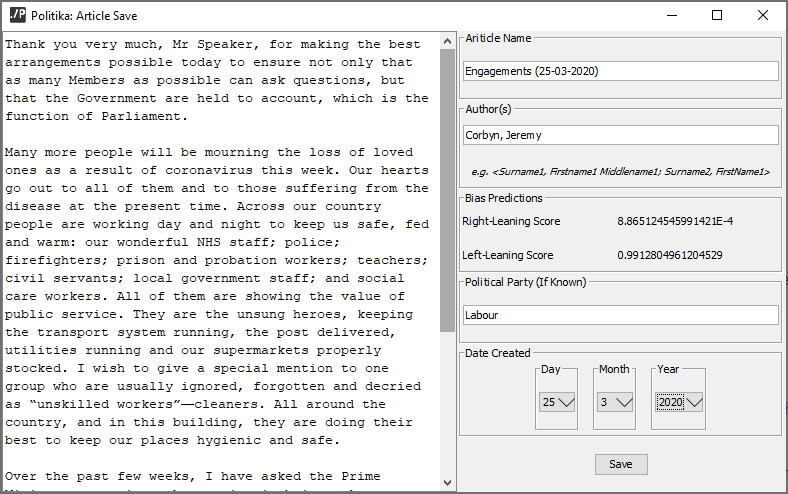 ./P Politika: Article Save
Thank you very much, Mr Speaker, for making the best
arrangements possible today to ensure not only that
as many Members as possible can ask questions, but
that the Government are held to account, which is the
function of Parliament.
Many more people will be mourning the loss of loved
ones as a result of coronavirus this week. Our hearts
go out to all of them and to those suffering from the
disease at the present time. Across our country
people are working day and night to keep us safe, fed
and warm: our wonderful NHS staff; police;
firefighters; prison and probation workers; teachers;
civil servants; local government staff; and social
care workers. All of them are showing the value of
public service. They are the unsung heroes, keeping
the transport system running, the post delivered,
utilities running and our supermarkets properly
stocked. I wish to give a special mention to one
group who are usually ignored, forgotten and decried
as “unskilled workers”——cleaners. All around the
country, and in this building, they are doing their
best to keep our places hygienic and safe.
Over the past few weeks, I have asked the Prime
Ariticle Name
Engagements (25-03-2020)
Author(s)
Corbyn, Jeremy
e.g. <Surname1, Firstname1 Middlename1; Surname2, FirstName1>
Bias Predictions
Right-Leaning Score 8.865124545991421E-4
Left-Leaning Score 0.9912804961204529
Political Party (If Known)
Labour
Date Created
Day Month Year
25 3 2020
Save